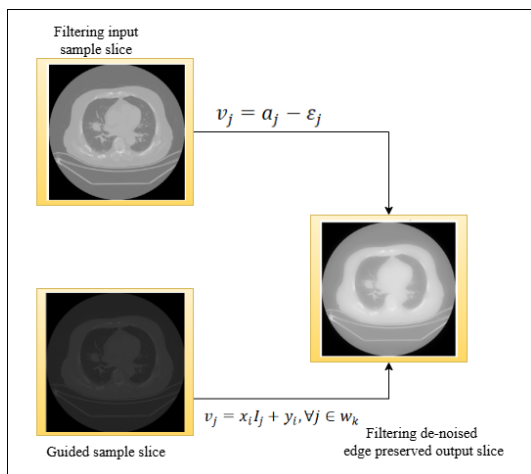 Filtering input
sample slice
v_j = a_j − ε_j
v_j = x_i I_j + y_i, ∀j ∈ w_k
Guided sample slice
Filtering de-noised
edge preserved output slice